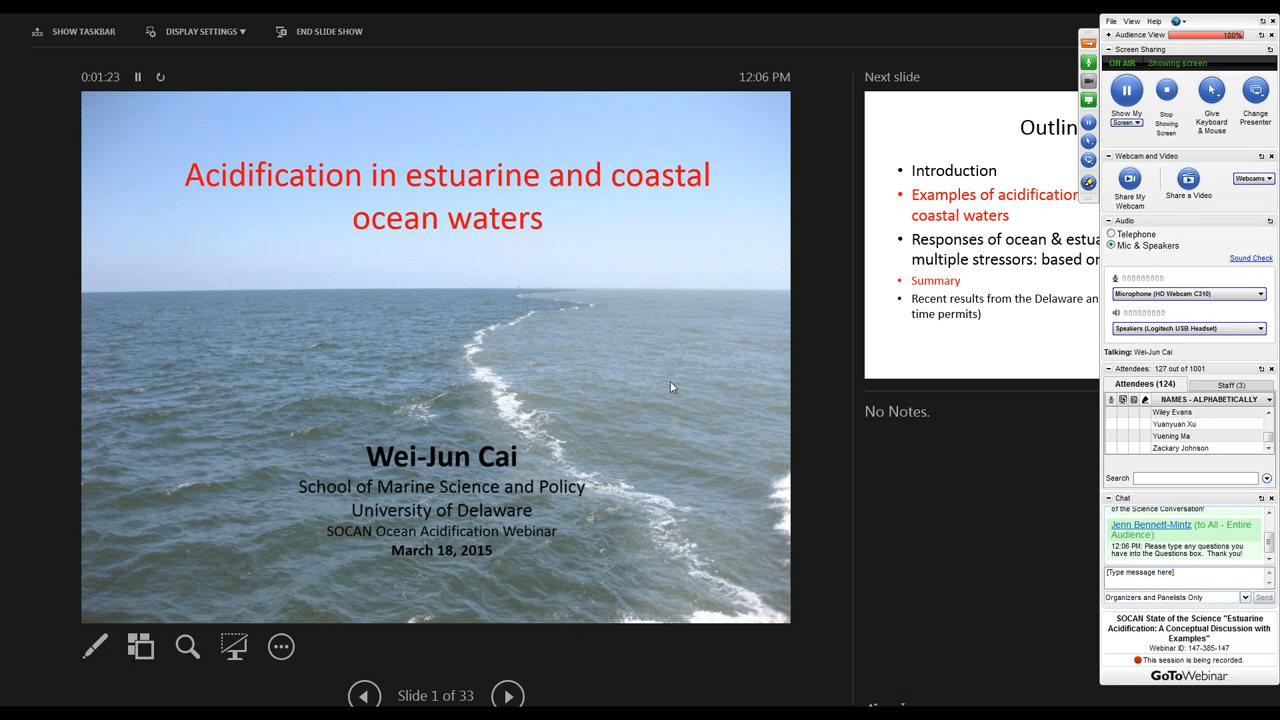 SHOW TASKBAR
DISPLAY SETTINGS
END SLIDE SHOW
0:01:23
12:06 PM
Acidification in estuarine and coastal
ocean waters
Wei-Jun Cai
School of Marine Science and Policy
University of Delaware
SOCAN Ocean Acidification Webinar
March 18, 2015
Slide 1 of 33
Next slide
Outlin
• Introduction
• Examples of acidification
coastal waters
• Responses of ocean & estua
multiple stressors: based or
• Summary
• Recent results from the Delaware an
time permits)
No Notes.
File View Help
Audience View 100%
Screen Sharing
ON AIR Showing screen
Show My
Screen
Stop
Showing
Screen
Give
Keyboard
& Mouse
Change
Presenter
Webcam and Video
Share My
Webcam
Share a Video
Webcams
Audio
Telephone
Mic & Speakers
Sound Check
Microphone (HD Webcam C310)
Speakers (Logitech USB Headset)
Talking: Wei-Jun Cai
Attendees: 127 out of 1001
Attendees (124)
Staff (3)
NAMES - ALPHABETICALLY
Wiley Evans
Yuanyuan Xu
Yuening Ma
Zackary Johnson
Search
Chat
of the Science Conversation!
Jenn Bennett-Mintz (to All - Entire
Audience):
12:06 PM: Please type any questions you
have into the Questions box. Thank you!
[Type message here]
Organizers and Panelists Only
Send
SOCAN State of the Science "Estuarine
Acidification: A Conceptual Discussion with
Examples"
Webinar ID: 147-385-147
This session is being recorded.
GoToWebinar